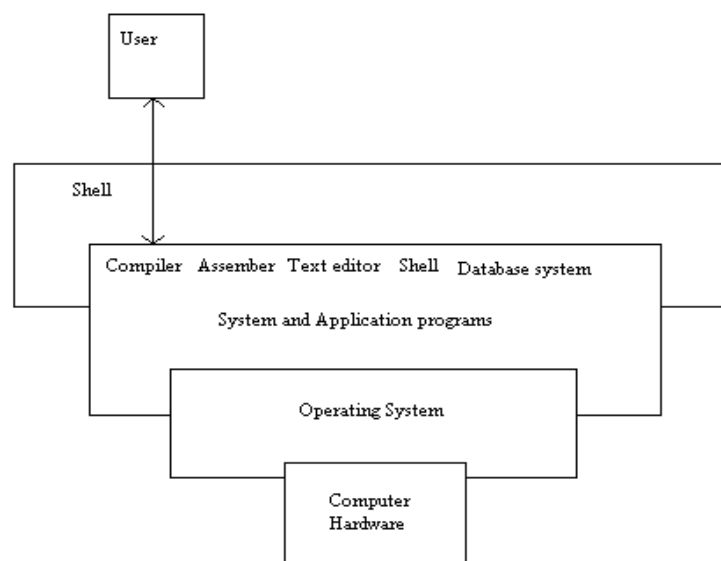 User
Shell
Compiler Assember Text editor Shell Database system
System and Application programs
Operating System
Computer
Hardware